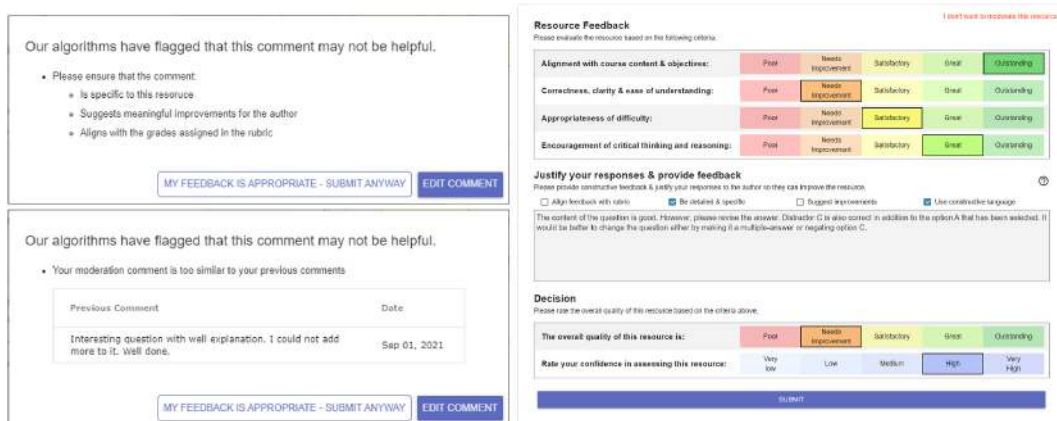 Our algorithms have flagged that this comment may not be helpful.
• Please ensure that the comment:
Is specific to this resoruce
Suggests meaningful improvements for the author
Aligns with the grades assigned in the rubric
MY FEEDBACK IS APPROPRIATE - SUBMIT ANYWAY EDIT COMMENT
Our algorithms have flagged that this comment may not be helpful.
• Your moderation comment is too similar to your previous comments
Previous Comment Date
Interesting question with well explanation. I could not add
more to it. Well done. Sep 01, 2021
MY FEEDBACK IS APPROPRIATE - SUBMIT ANYWAY EDIT COMMENT
I don't want to moderate this resource
Resource Feedback
Please evaluate the resource based on the following criteria.
Alignment with course content & objectives: Poor Needs Improvement Satisfactory Great Outstanding
Correctness, clarity & ease of understanding: Poor Needs Improvement Satisfactory Great Outstanding
Appropriateness of difficulty: Poor Needs Improvement Satisfactory Great Outstanding
Encouragement of critical thinking and reasoning: Poor Needs Improvement Satisfactory Great Outstanding
Justify your responses & provide feedback
Please provide constructive feedback & justify your responses to the author so they can improve the resource.
Align feedback with rubric Be detailed & specific Suggest improvements Use constructive language
The content of the question is good. However, please revise the answer. Distractor C is also correct in addition to the option A that has been selected. It
would be better to change the question either by making it a multiple-answer or negating option C.
Decision
Please rate the overall quality of this resource based on the criteria above.
The overall quality of this resource is: Poor Needs Improvement Satisfactory Great Outstanding
Rate your confidence in assessing this resource: Very low Low Medium High Very High
SUBMIT